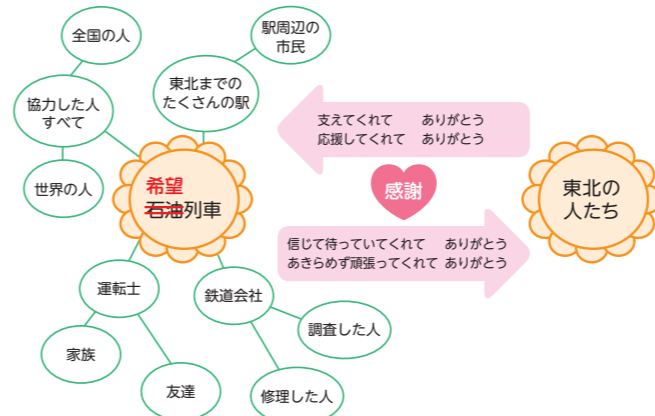 全国の人
駅周辺の
市民
協力した人
すべて
東北までの
たくさんの駅
世界の人
希望
石油列車
支えてくれて ありがとう
応援してくれて ありがとう
感謝
東北の
人たち
信じて待っていてくれて ありがとう
あきらめず頑張ってくれて ありがとう
運転士
鉄道会社
家族
友達
調査した人
修理した人